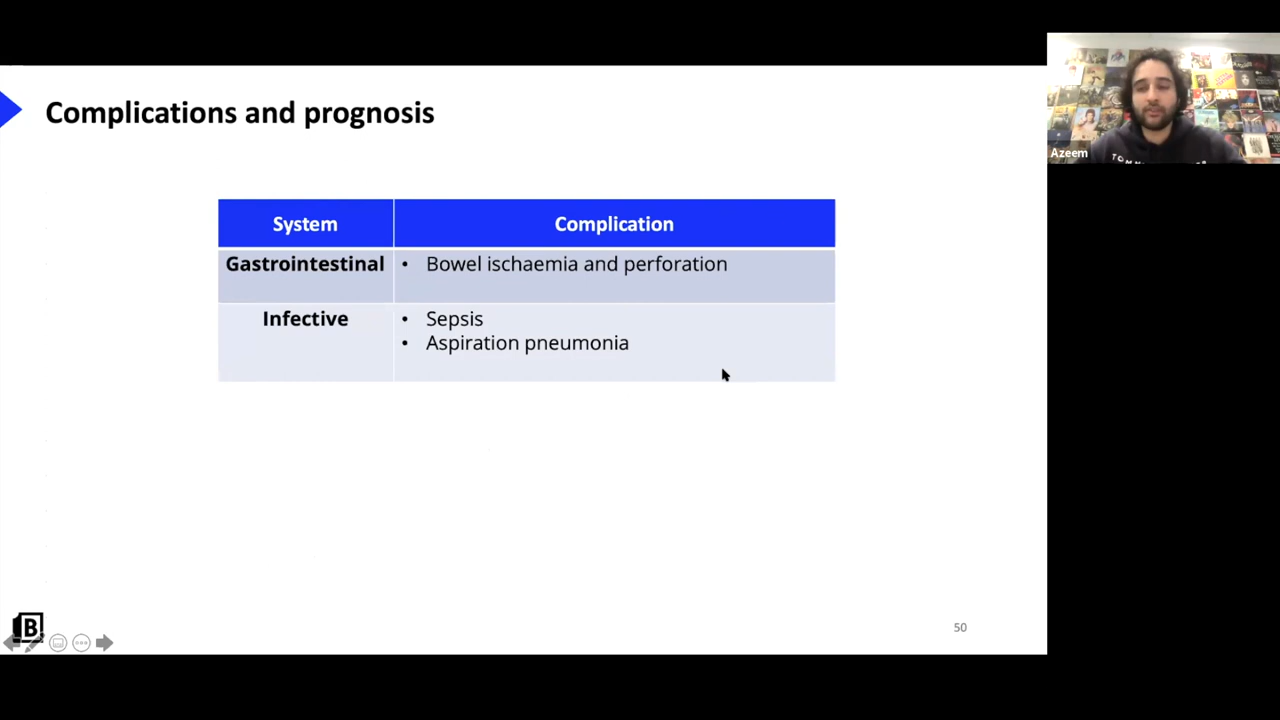 Complications and prognosis
System
Complication
Gastrointestinal
• Bowel ischaemia and perforation
Infective
• Sepsis
• Aspiration pneumonia
B
50
Azeem